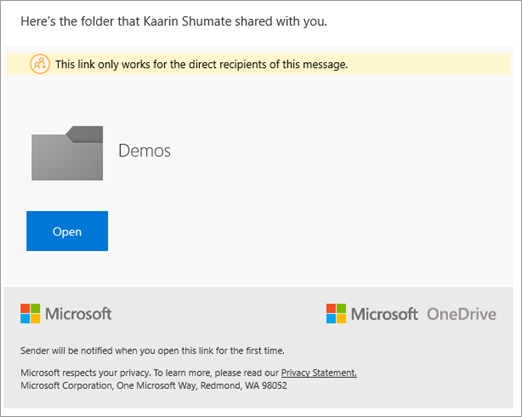 Here's the folder that Kaarin Shumate shared with you.
This link only works for the direct recipients of this message.
Demos
Open
Microsoft
Microsoft OneDrive
Sender will be notified when you open this link for the first time.
Microsoft respects your privacy. To learn more, please read our Privacy Statement.
Microsoft Corporation, One Microsoft Way, Redmond, WA 98052